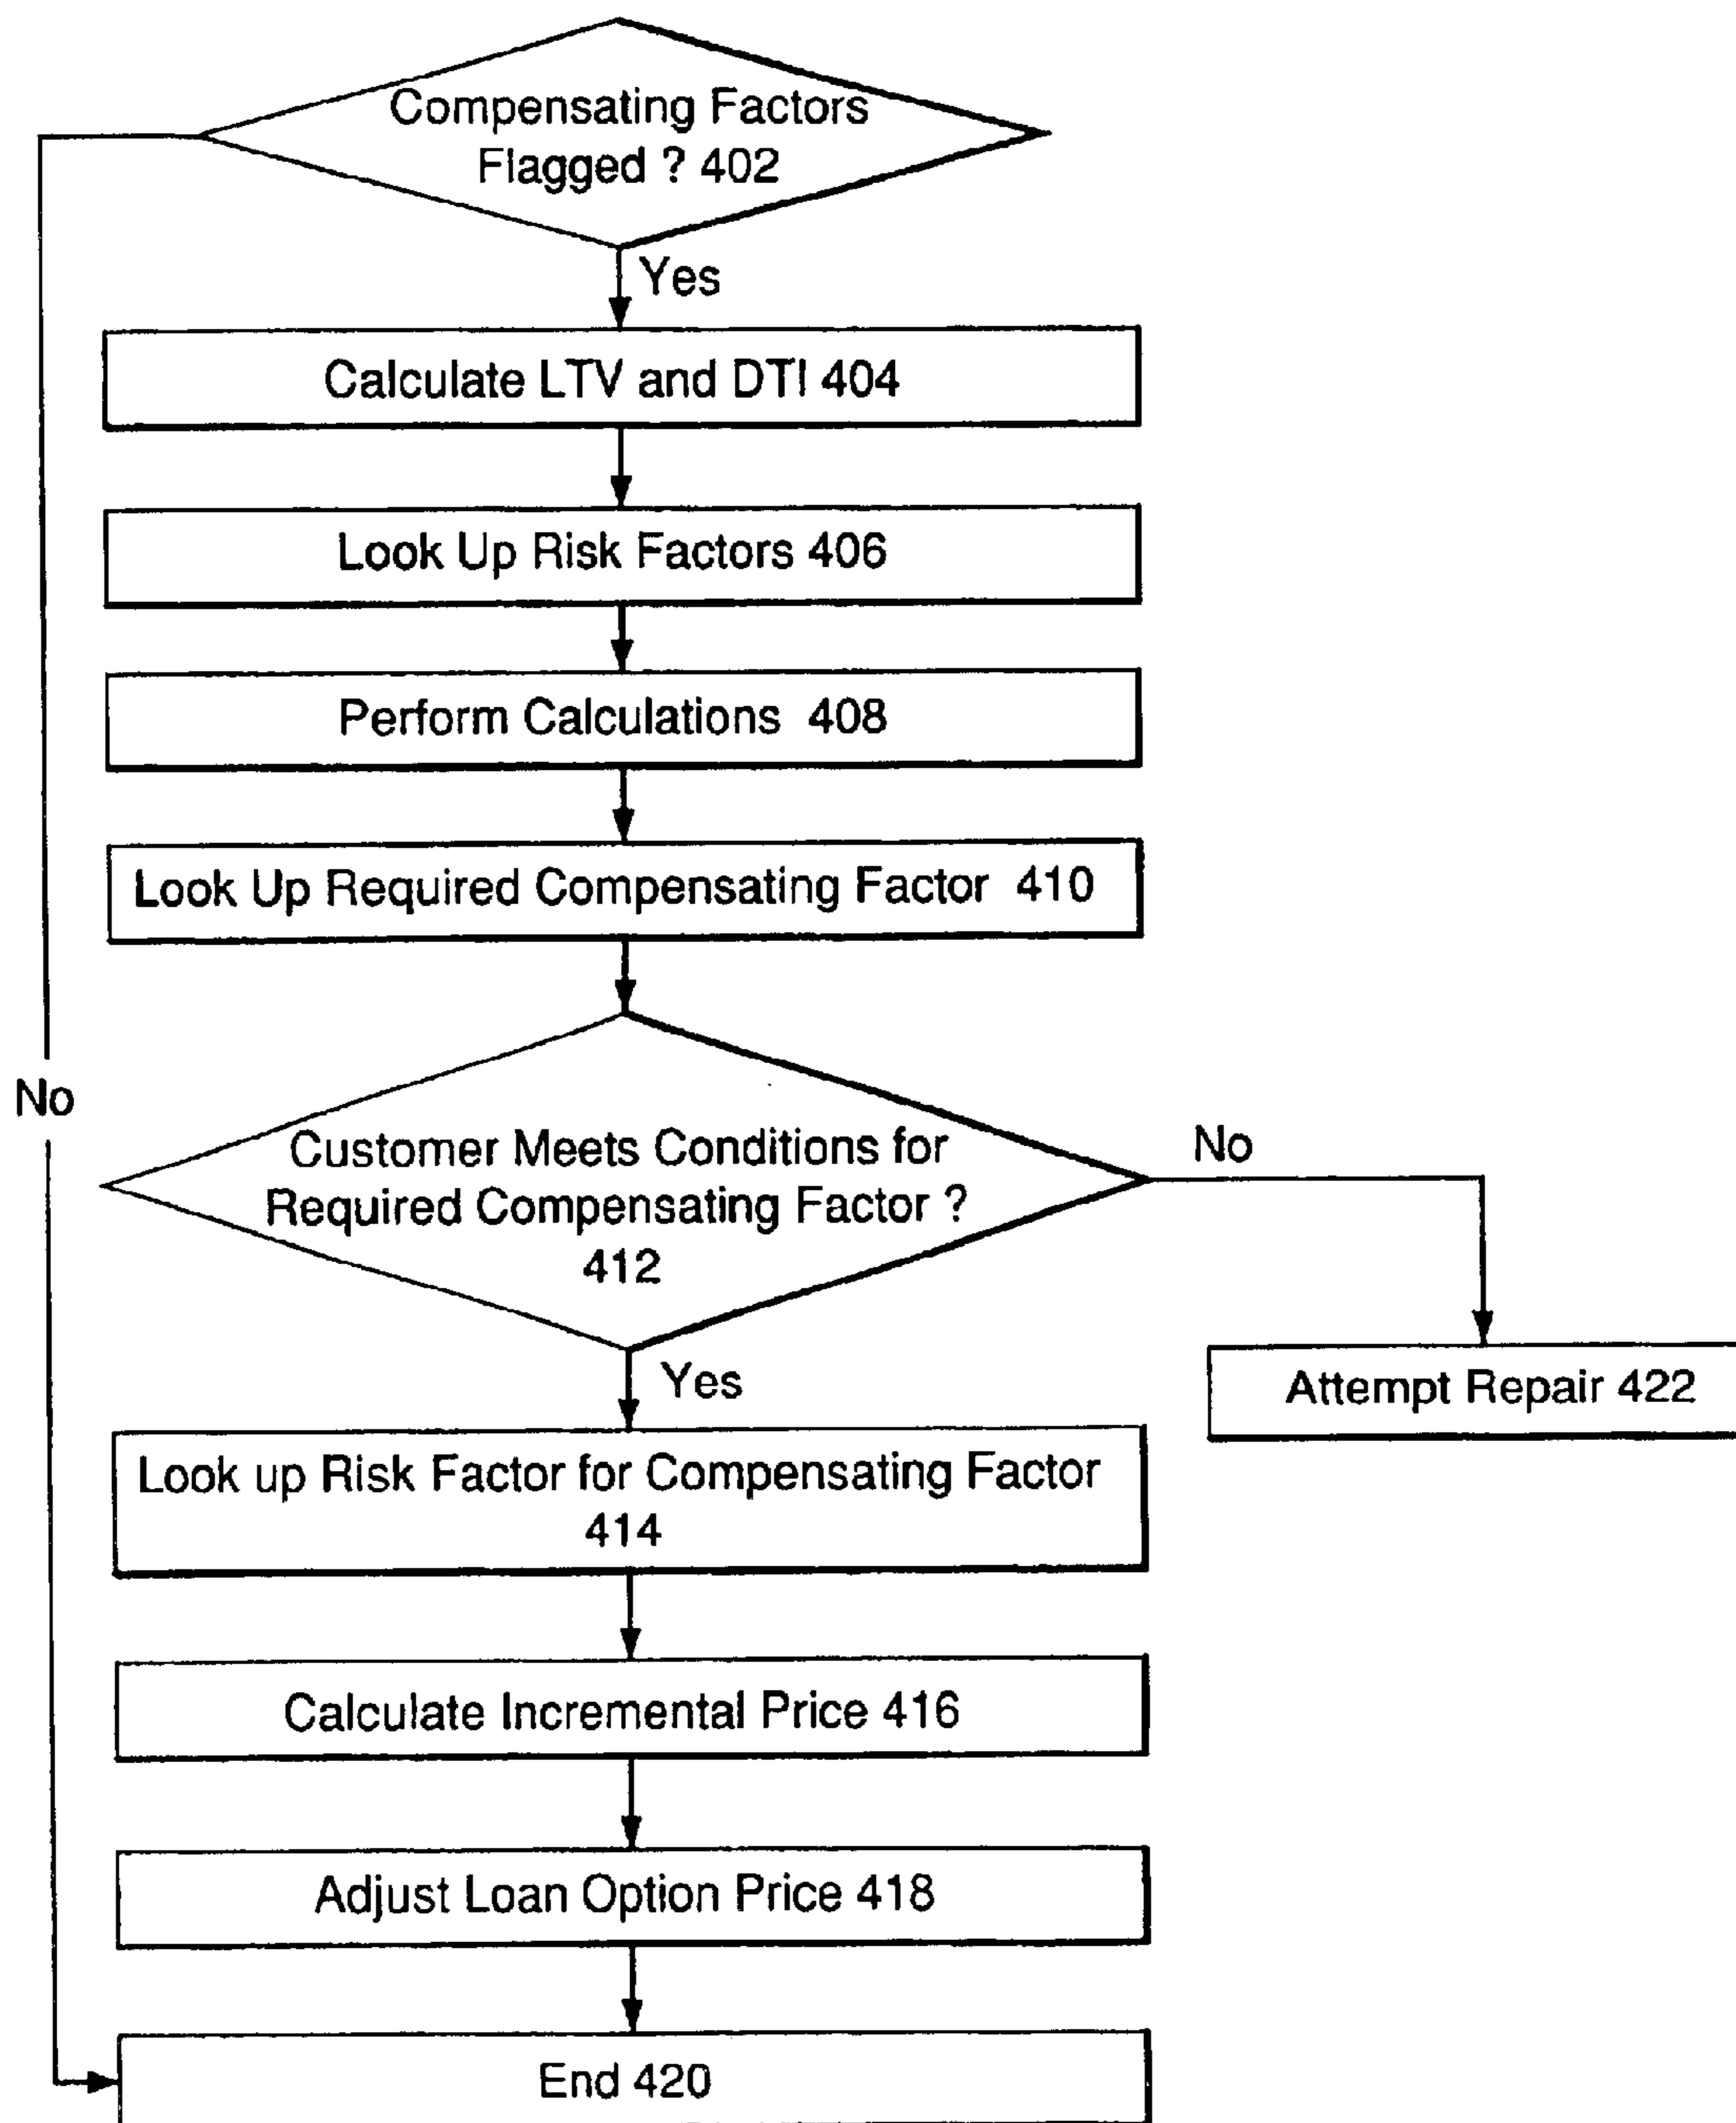 Compensating Factors
Flagged ? 402
Yes
Calculate LTV and DTI 404
Look Up Risk Factors 406
Perform Calculations 408
Look Up Required Compensating Factor 410
No
Customer Meets Conditions for
Required Compensating Factor ?
412
No
Yes
Attempt Repair 422
Look up Risk Factor for Compensating Factor
414
Calculate Incremental Price 416
Adjust Loan Option Price 418
End 420